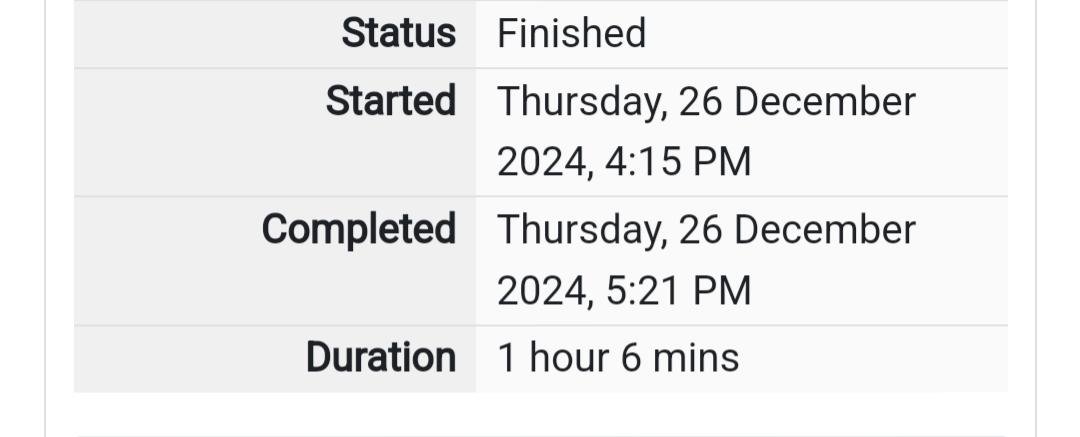 Status Finished
Started Thursday, 26 December
2024, 4:15 PM
Completed Thursday, 26 December
2024, 5:21 PM
Duration 1 hour 6 mins